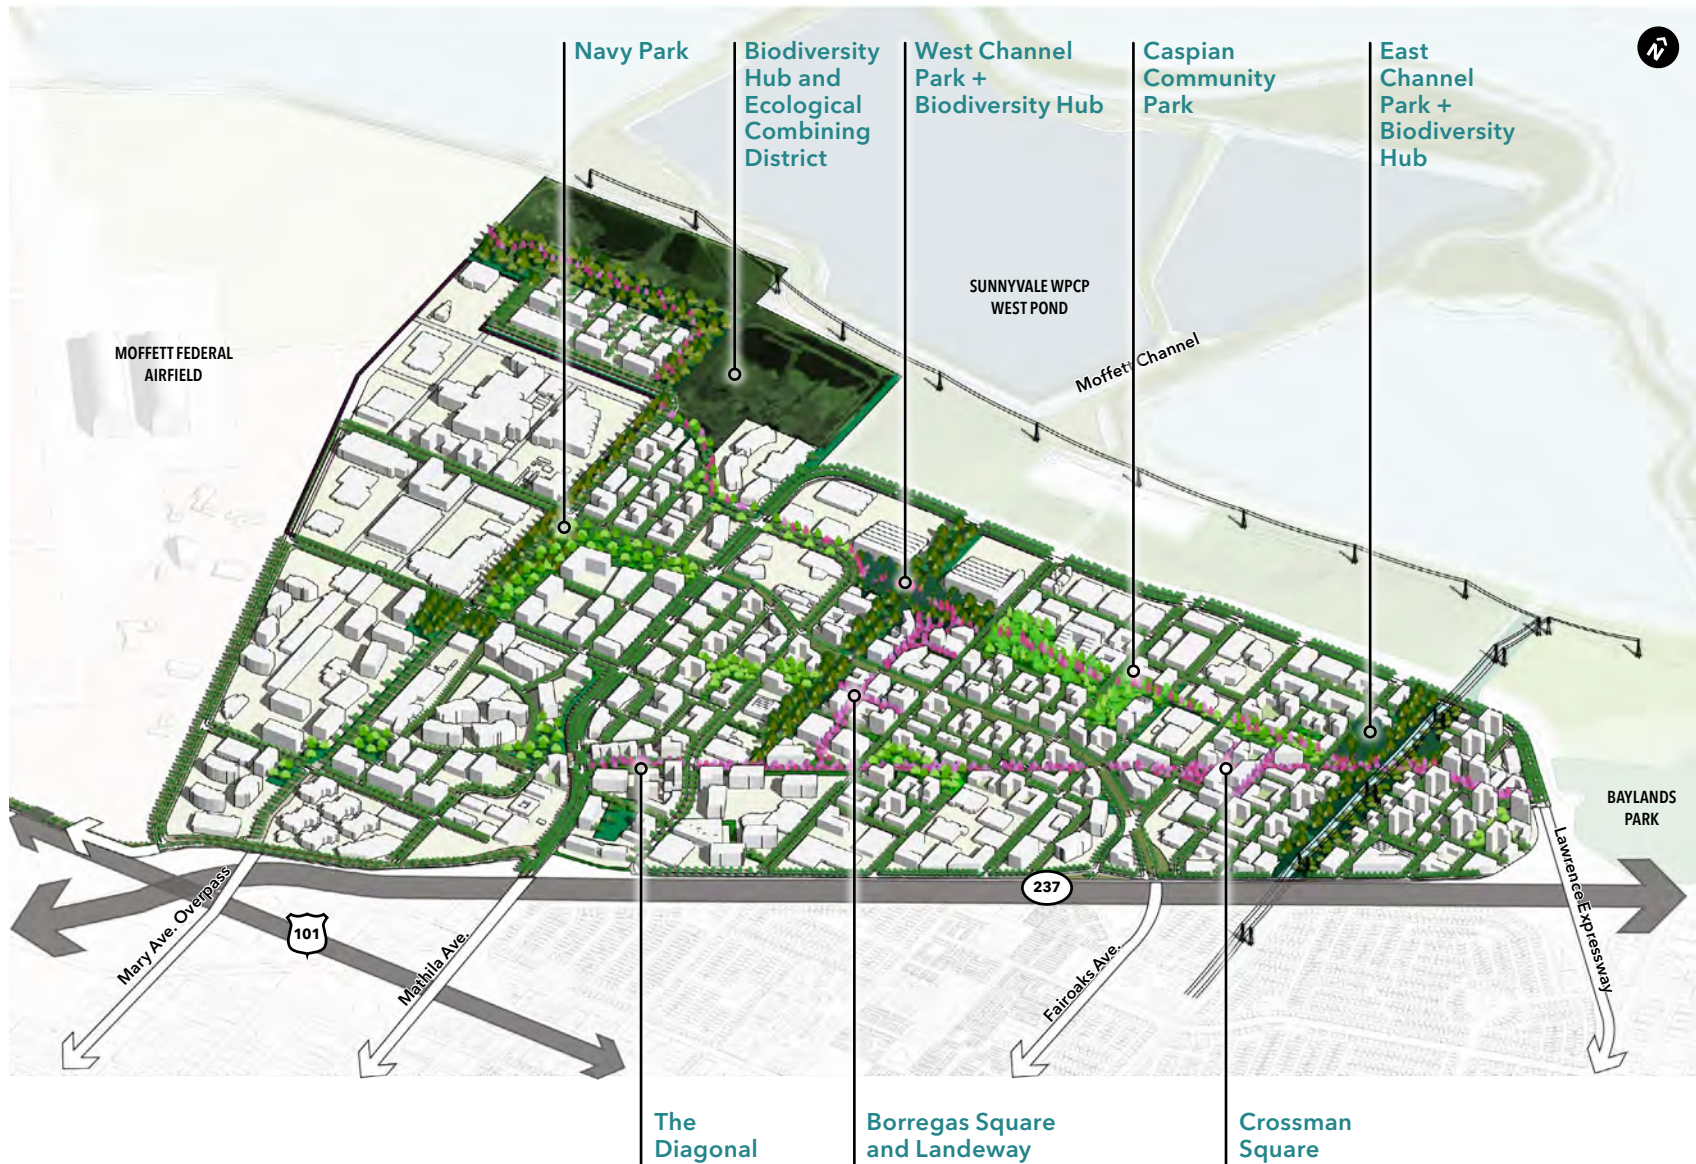 Navy Park
Biodiversity
Hub and
Ecological
Combining
District
West Channel
Park +
Biodiversity Hub
Caspian
Community
Park
East
Channel
Park +
Biodiversity
Hub
N
SUNNYVALE WPCP
WEST POND
MOFFETT FEDERAL
AIRFIELD
Moffett Channel
BAYLANDS
PARK
Mary Ave. Overpass
101
Mathila Ave.
237
Fairoaks Ave.
Lawrence Expressway
The
Diagonal
Borregas Square
and Landeway
Crossman
Square